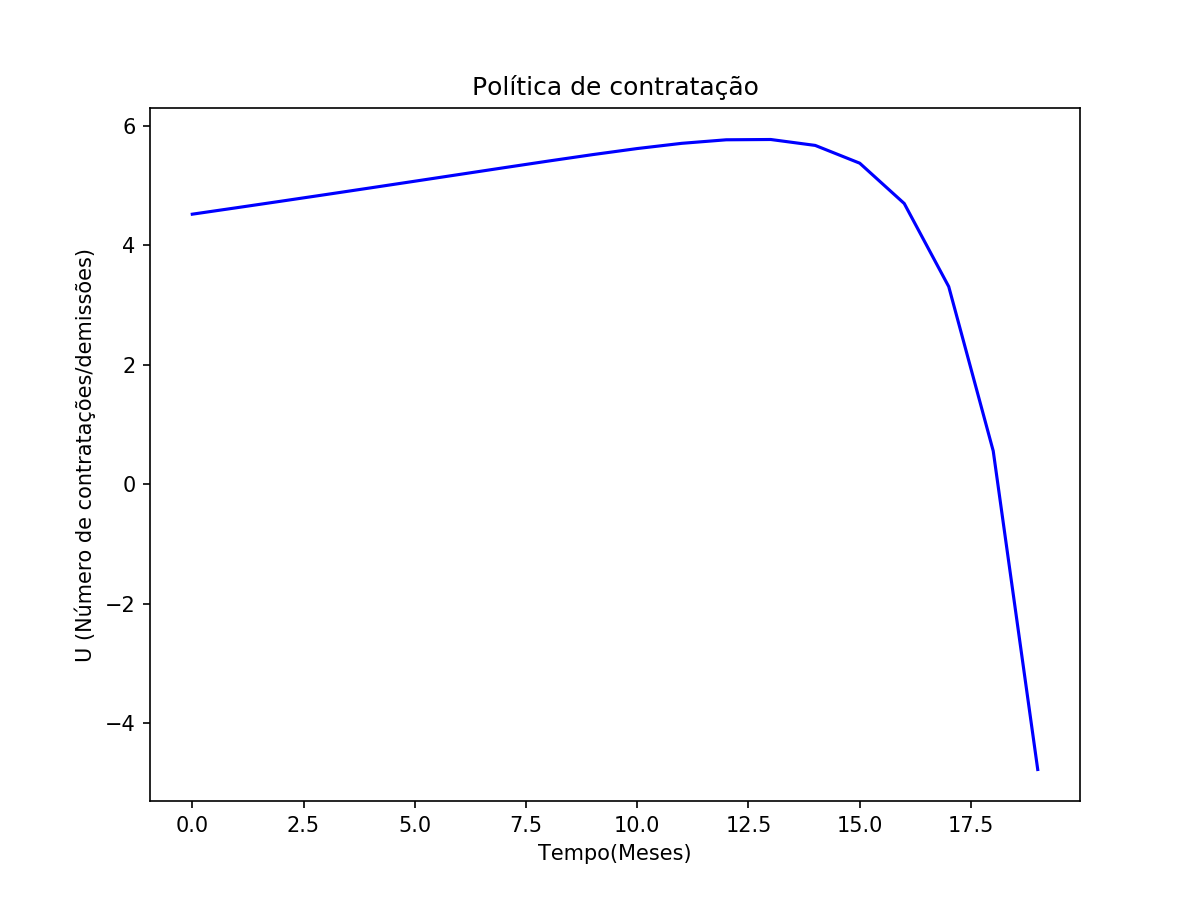 Política de contratação
U (Número de contratações/demissões)
6
4
2
0
−2
−4
0.0 2.5 5.0 7.5 10.0 12.5 15.0 17.5
Tempo(Meses)